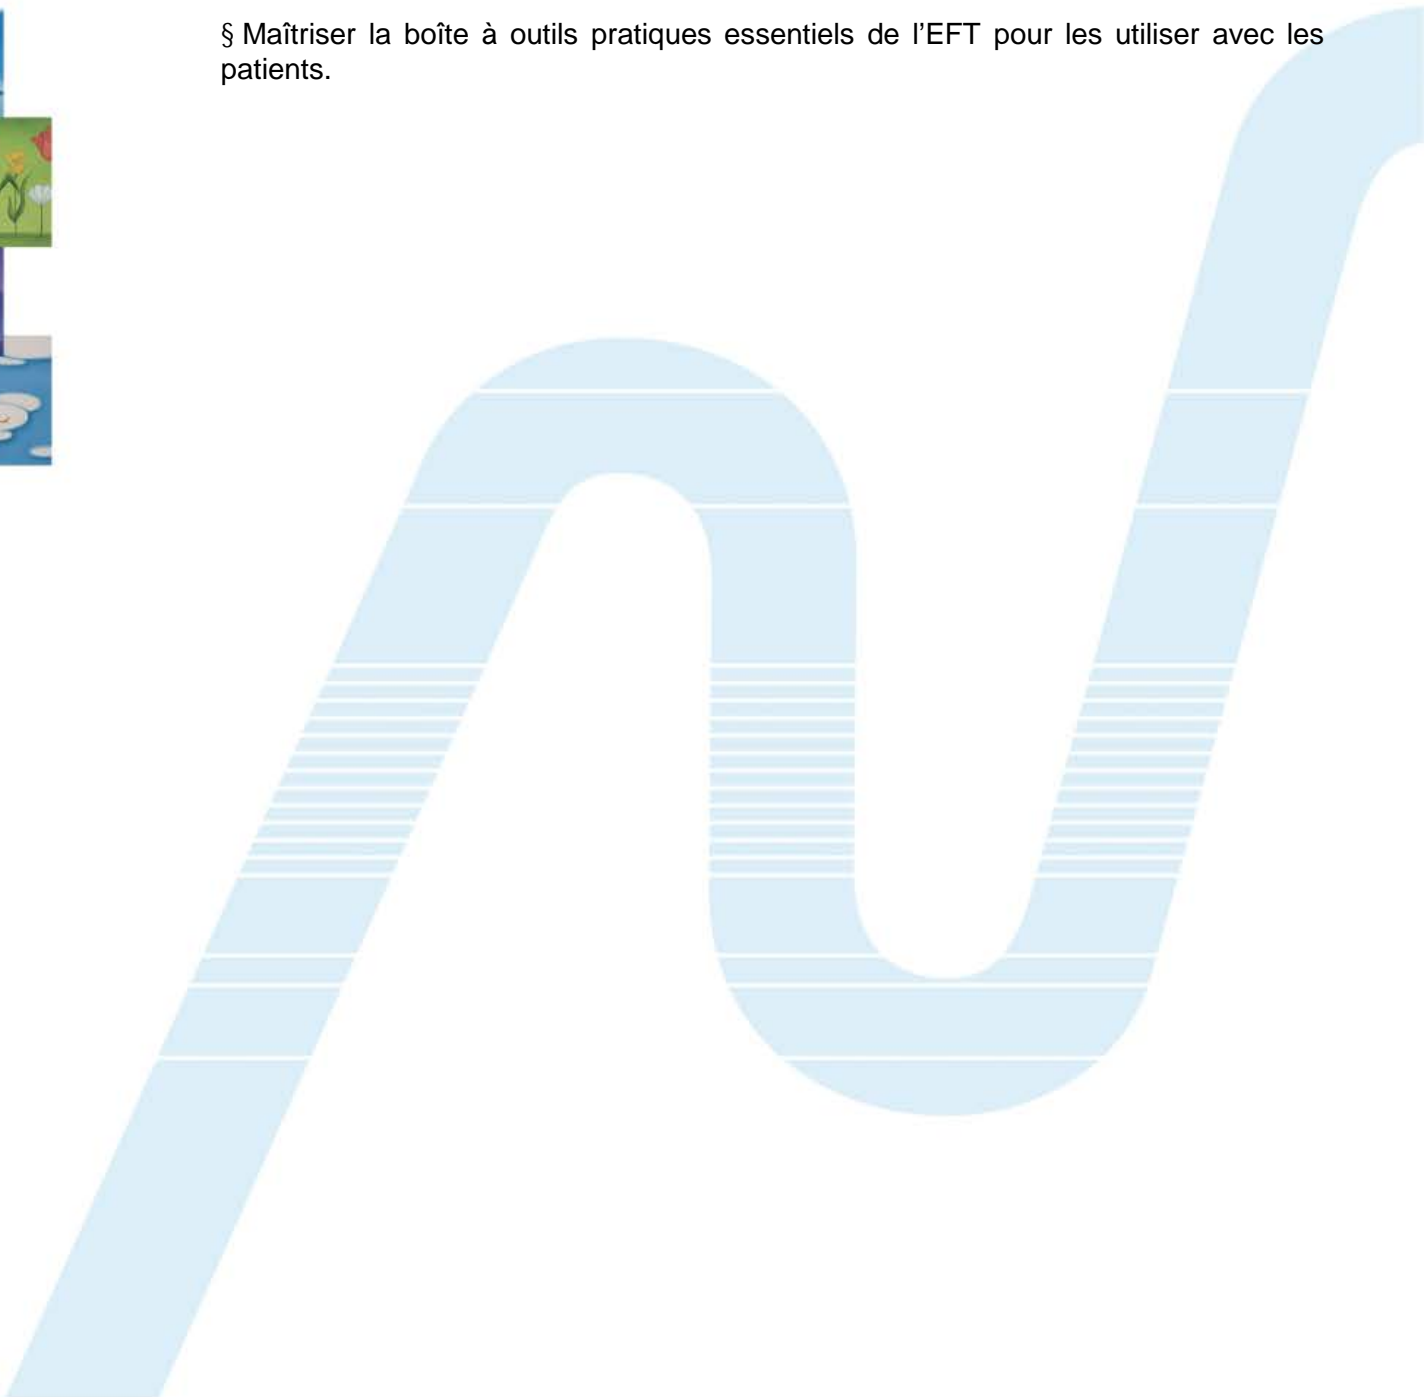 § Maîtriser la boîte à outils pratiques essentiels de l’EFT pour les utiliser avec les
patients.